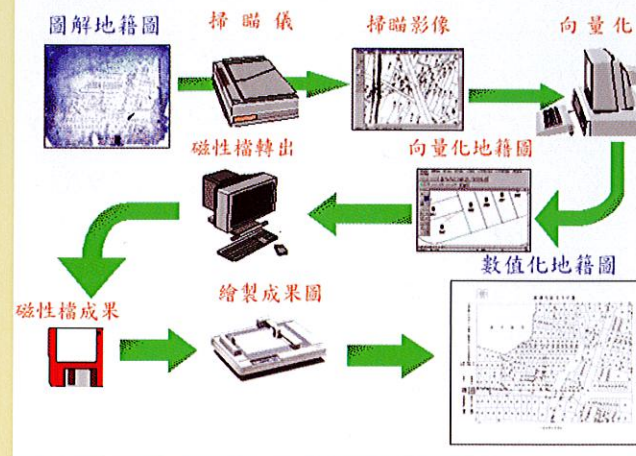 圖解地籍圖
掃瞄儀
掃瞄影像
向量化
磁性檔轉出
向量化地籍圖
數值化地籍圖
磁性檔成果
繪製成果圖